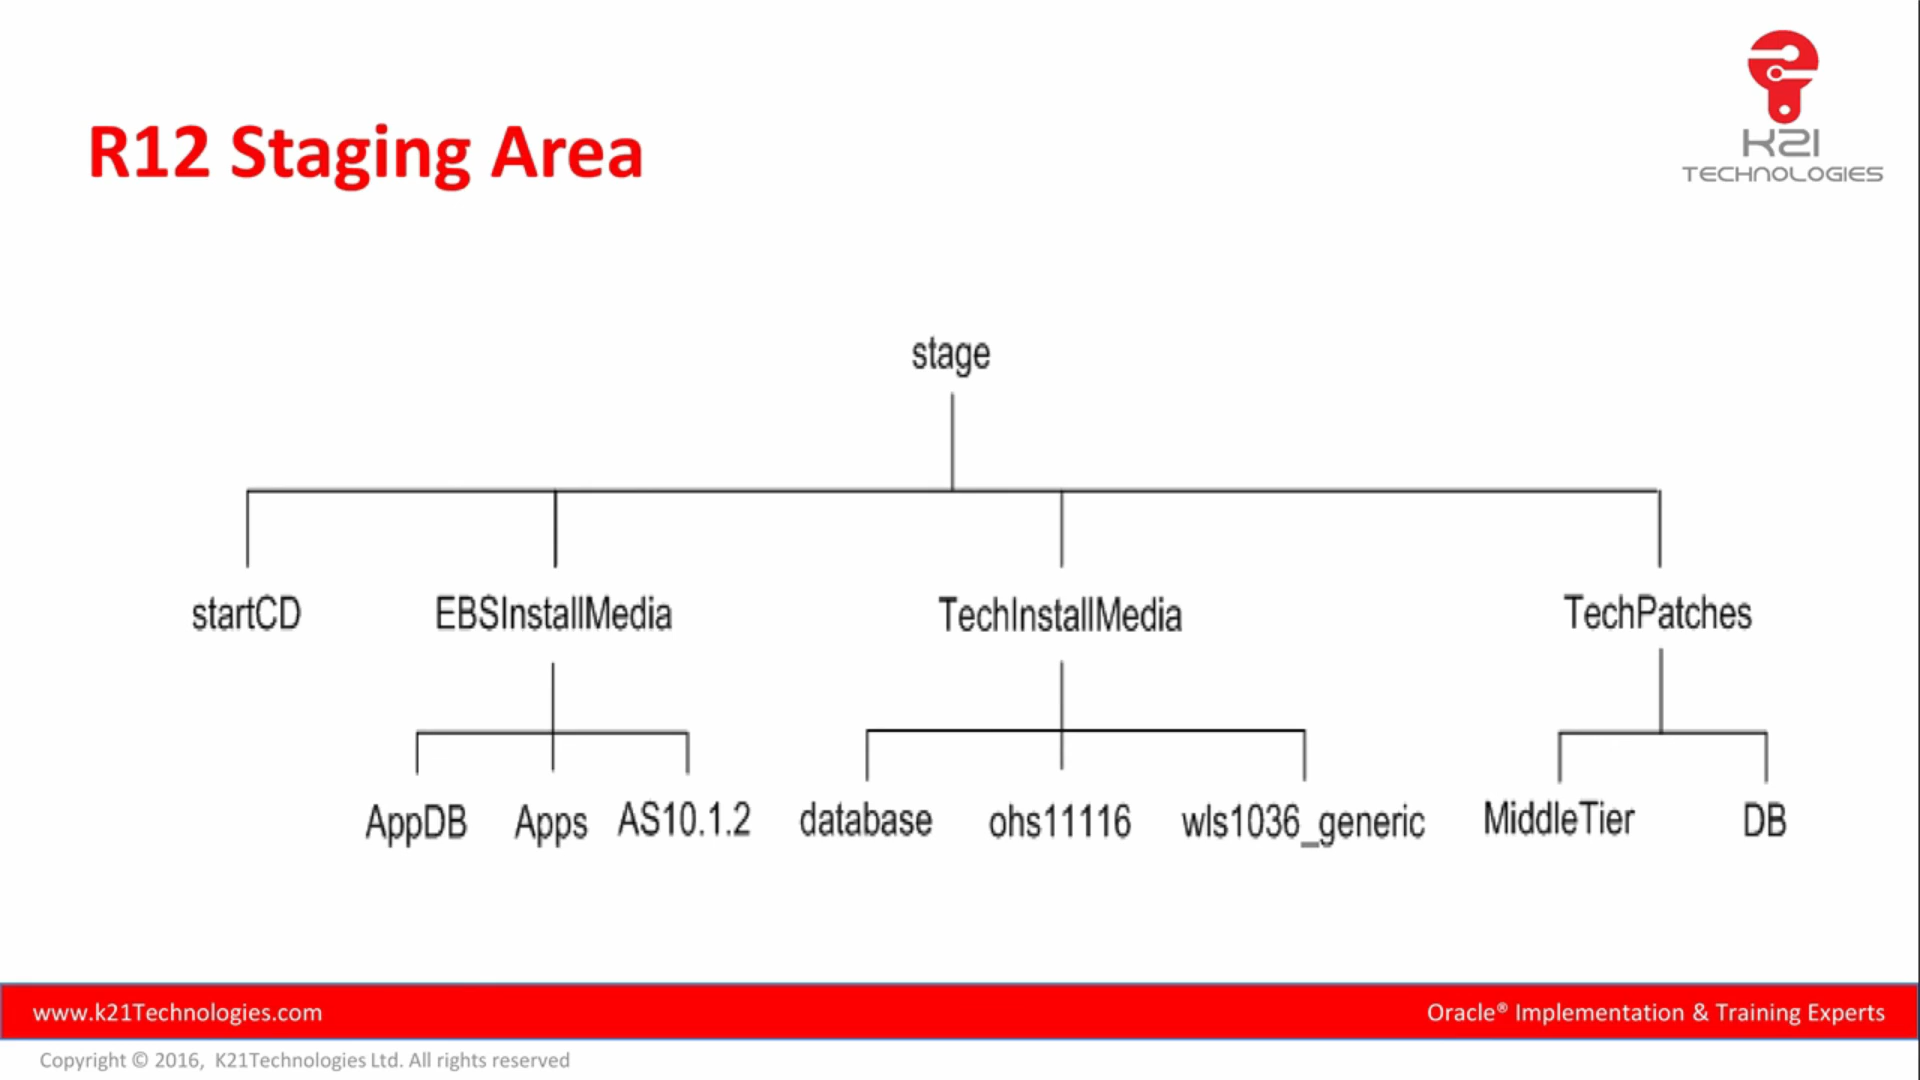 K21
TECHNOLOGIES
R12 Staging Area
stage
startCD EBSInstallMedia TechInstallMedia TechPatches
AppDB Apps AS10.1.2 database ohs11116 wls1036_generic MiddleTier DB
www.k21Technologies.com Oracle® Implementation & Training Experts
Copyright © 2016, K21Technologies Ltd. All rights reserved